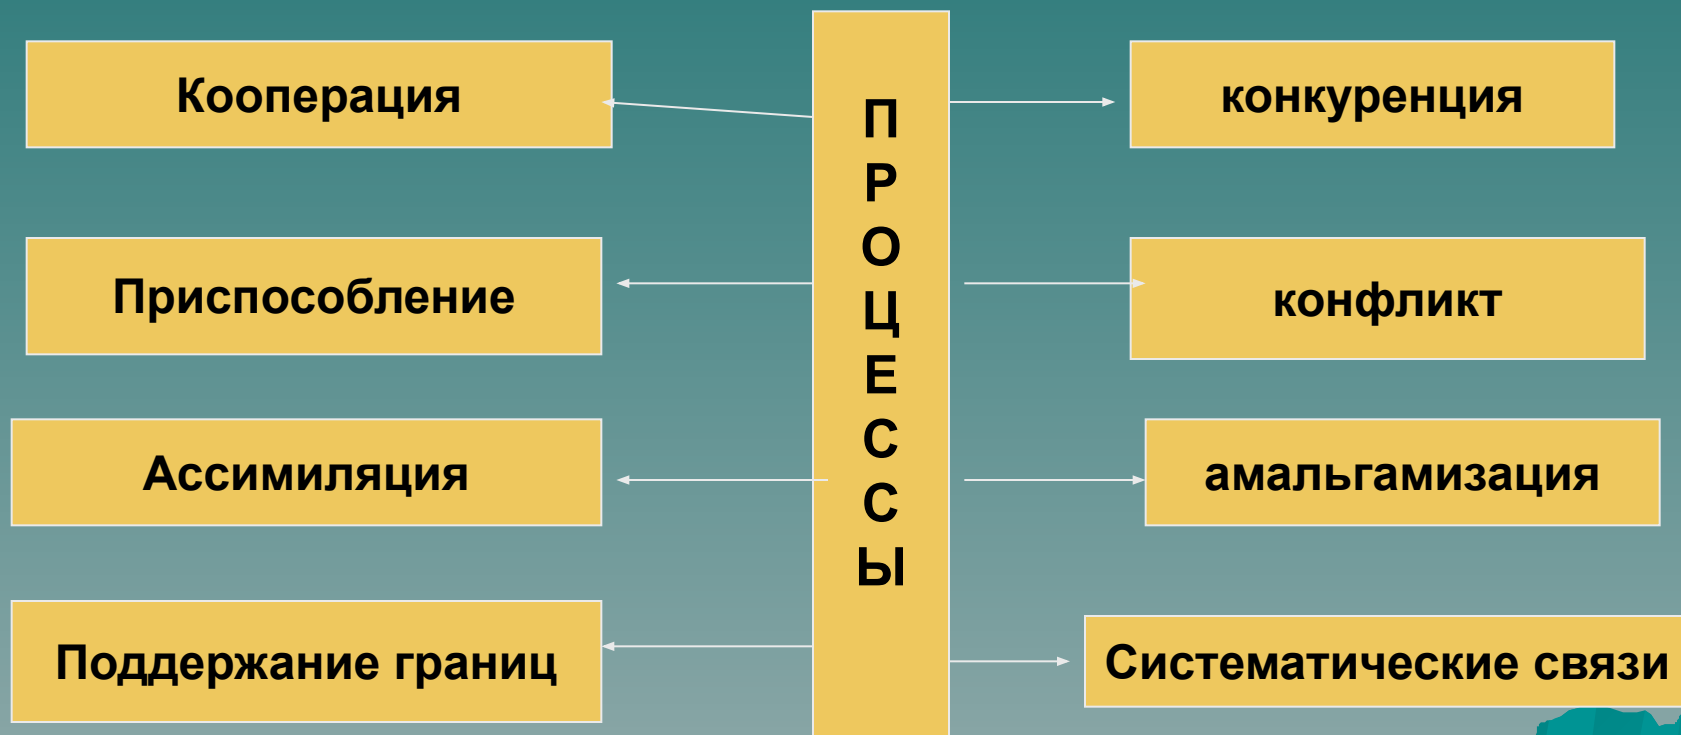 Кооперация
Приспособление
Ассимиляция
Поддержание границ
П
Р
О
Ц
Е
С
С
Ы
конкуренция
конфликт
амальгамизация
Систематические связи